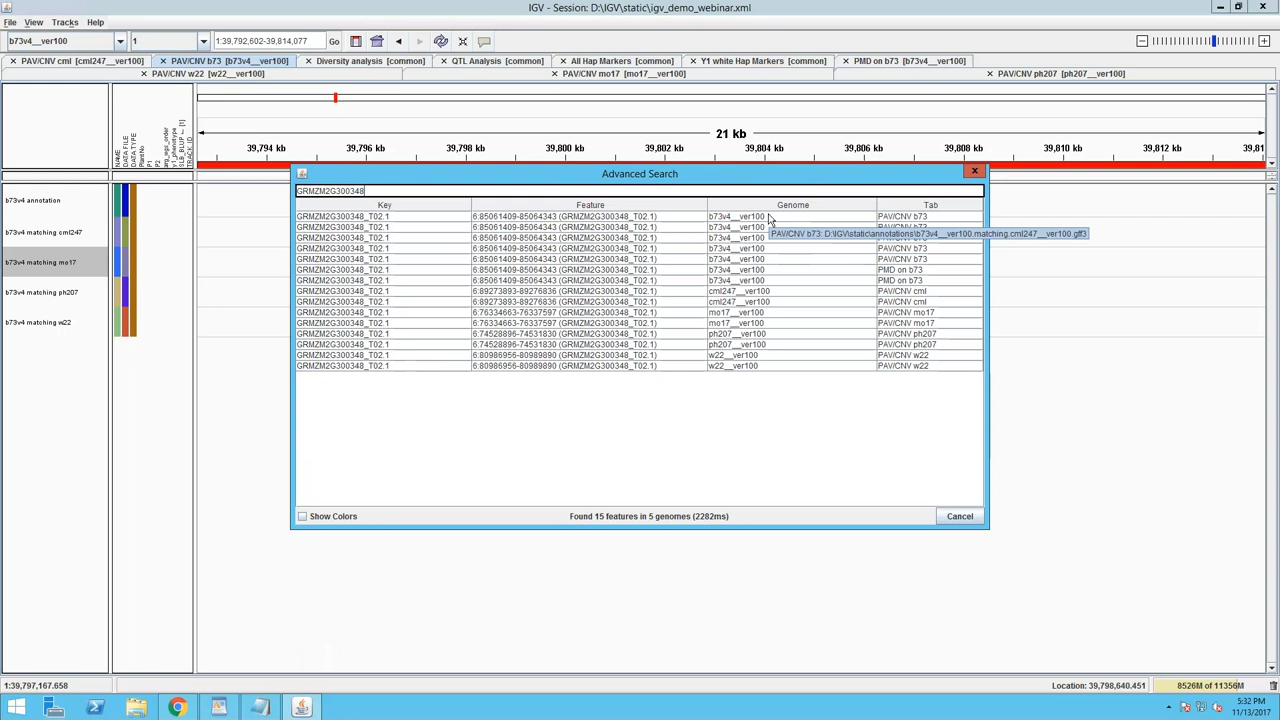 IGV - Session: D:\IGV\static\igv_demo_webinar.xml
File View Tracks Help
b73v4__ver100 1 1:39,792,602-39,814,077 Go
PAV/CNV cml [cml247__ver100] PAV/CNV b73 [b73v4__ver100] Diversity analysis [common] QTL Analysis [common] All Hap Markers [common] Y1 white Hap Markers [common] PMD on b73 [b73v4__ver100]
PAV/CNV w22 [w22__ver100] PAV/CNV mo17 [mo17__ver100] PAV/CNV ph207 [ph207__ver100]
NAME
DATA FILE
DATA TYPE
PlantNo
P1
P2
y1_phenotype
TRACK_ID
21 kb
39,794 kb 39,796 kb 39,798 kb 39,800 kb 39,802 kb 39,804 kb 39,806 kb 39,808 kb 39,810 kb 39,812 kb
Advanced Search
GRMZM2G300348
Key Feature Genome Tab
GRMZM2G300348_T02.1 6:85061409-85064343 (GRMZM2G300348_T02.1) b73v4__ver100 PAV/CNV b73
GRMZM2G300348_T02.1 6:85061409-85064343 (GRMZM2G300348_T02.1) b73v4__ver100 PAV/CNV b73
PAV/CNV b73: D:\IGV\static\annotations\b73v4__ver100.matching.cml247__ver100.gff3
GRMZM2G300348_T02.1 6:85061409-85064343 (GRMZM2G300348_T02.1) b73v4__ver100
GRMZM2G300348_T02.1 6:85061409-85064343 (GRMZM2G300348_T02.1) b73v4__ver100 PAV/CNV b73
GRMZM2G300348_T02.1 6:85061409-85064343 (GRMZM2G300348_T02.1) b73v4__ver100 PAV/CNV b73
GRMZM2G300348_T02.1 6:85061409-85064343 (GRMZM2G300348_T02.1) b73v4__ver100 PMD on b73
GRMZM2G300348_T02.1 6:85061409-85064343 (GRMZM2G300348_T02.1) b73v4__ver100 PMD on b73
GRMZM2G300348_T02.1 6:89273893-89276836 (GRMZM2G300348_T02.1) cml247__ver100 PAV/CNV cml
GRMZM2G300348_T02.1 6:89273893-89276836 (GRMZM2G300348_T02.1) cml247__ver100 PAV/CNV cml
GRMZM2G300348_T02.1 6:76334663-76337597 (GRMZM2G300348_T02.1) mo17__ver100 PAV/CNV mo17
GRMZM2G300348_T02.1 6:76334663-76337597 (GRMZM2G300348_T02.1) mo17__ver100 PAV/CNV mo17
GRMZM2G300348_T02.1 6:74528896-74531830 (GRMZM2G300348_T02.1) ph207__ver100 PAV/CNV ph207
GRMZM2G300348_T02.1 6:74528896-74531830 (GRMZM2G300348_T02.1) ph207__ver100 PAV/CNV ph207
GRMZM2G300348_T02.1 6:80986956-80989890 (GRMZM2G300348_T02.1) w22__ver100 PAV/CNV w22
GRMZM2G300348_T02.1 6:80986956-80989890 (GRMZM2G300348_T02.1) w22__ver100 PAV/CNV w22
Show Colors Found 15 features in 5 genomes (2282ms) Cancel
b73v4 annotation
b73v4 matching cml247
b73v4 matching mo17
b73v4 matching ph207
b73v4 matching w22
1:39,797,167.658 Location: 39,798,640.451 8526M of 11356M
5:32 PM
11/13/2017